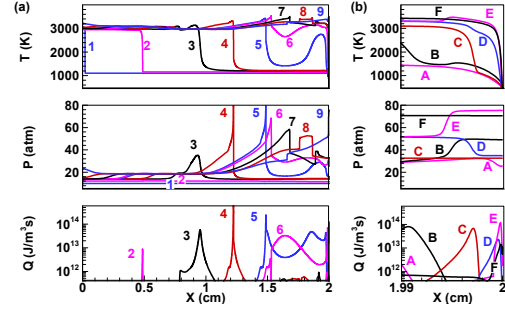 (a)
(b)
T (K)
3000
2000
1000
1
2
3
4
5
6
7
8
9
3000
2000
1000
F
E
C
D
B
A
P (atm)
80
60
40
20
1
2
3
4
5
6
7
8
9
80
60
40
20
F
E
C
B
D
A
Q (J/m³s)
10¹⁴
10¹³
10¹²
2
3
4
5
6
10¹⁴
10¹³
10¹²
A
B
C
D
E
F
0
0.5
1.0
1.5
2
X (cm)
1.99
2
X (cm)